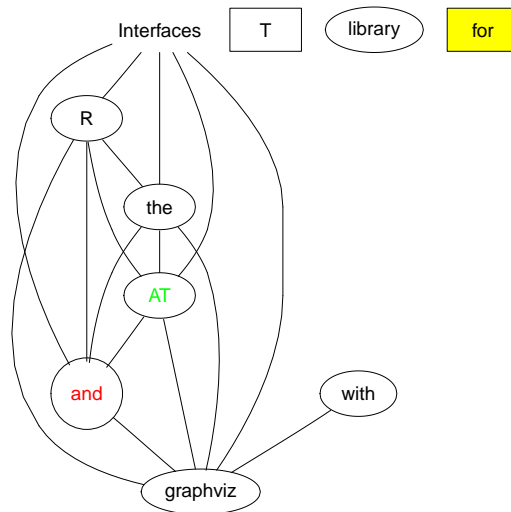 Interfaces T library for
R
the
AT
and with
graphviz